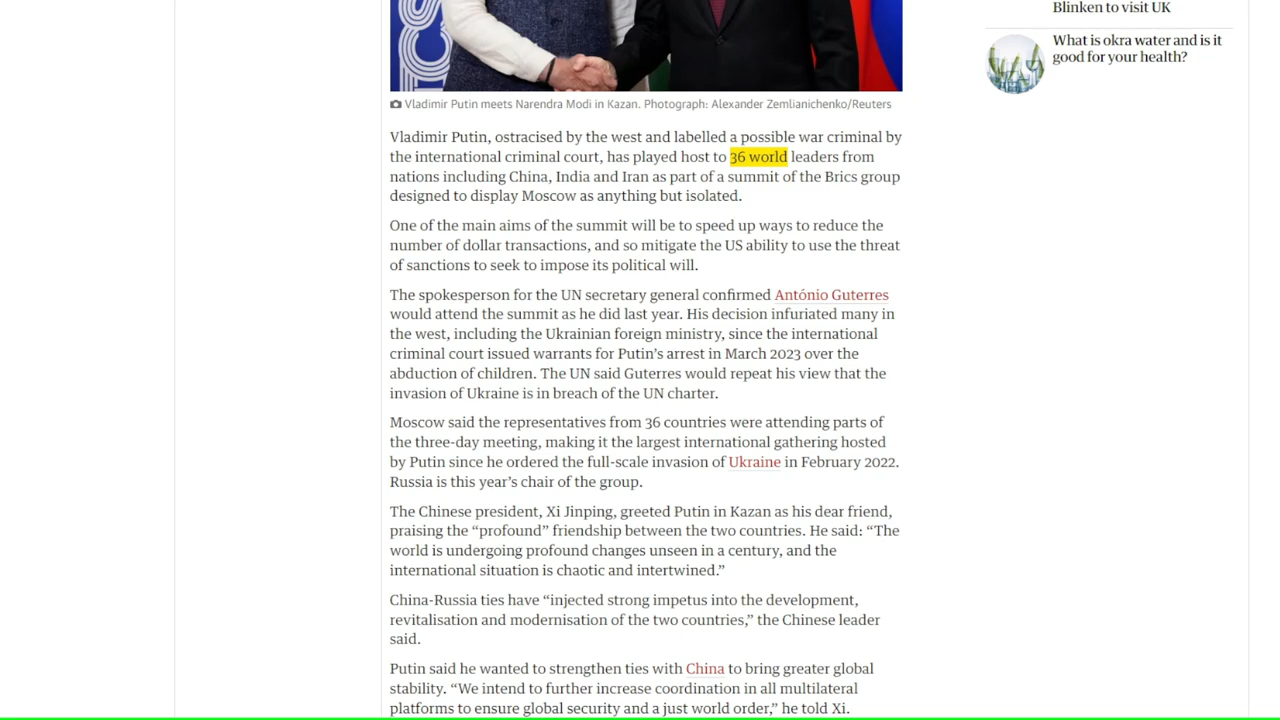 Blinken to visit UK
What is okra water and is it
good for your health?
ICS
Vladimir Putin meets Narendra Modi in Kazan. Photograph: Alexander Zemlianichenko/Reuters
Vladimir Putin, ostracised by the west and labelled a possible war criminal by
the international criminal court, has played host to 36 world leaders from
nations including China, India and Iran as part of a summit of the Brics group
designed to display Moscow as anything but isolated.
One of the main aims of the summit will be to speed up ways to reduce the
number of dollar transactions, and so mitigate the US ability to use the threat
of sanctions to seek to impose its political will.
The spokesperson for the UN secretary general confirmed António Guterres
would attend the summit as he did last year. His decision infuriated many in
the west, including the Ukrainian foreign ministry, since the international
criminal court issued warrants for Putin’s arrest in March 2023 over the
abduction of children. The UN said Guterres would repeat his view that the
invasion of Ukraine is in breach of the UN charter.
Moscow said the representatives from 36 countries were attending parts of
the three-day meeting, making it the largest international gathering hosted
by Putin since he ordered the full-scale invasion of Ukraine in February 2022.
Russia is this year’s chair of the group.
The Chinese president, Xi Jinping, greeted Putin in Kazan as his dear friend,
praising the “profound” friendship between the two countries. He said: “The
world is undergoing profound changes unseen in a century, and the
international situation is chaotic and intertwined.”
China-Russia ties have “injected strong impetus into the development,
revitalisation and modernisation of the two countries,” the Chinese leader
said.
Putin said he wanted to strengthen ties with China to bring greater global
stability. “We intend to further increase coordination in all multilateral
platforms to ensure global security and a just world order,” he told Xi.